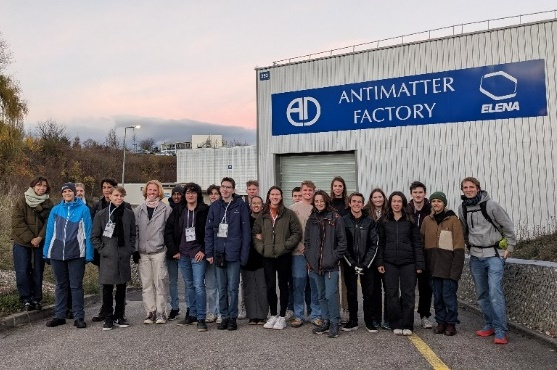 393
AD
ANTIMATTER
FACTORY
ELENA